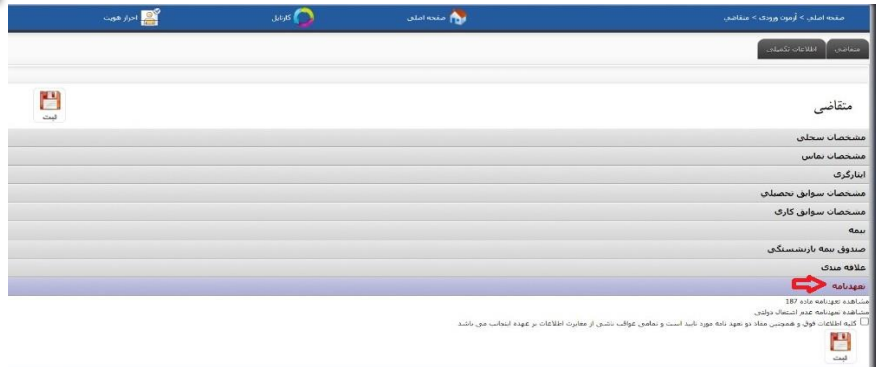 صفحه اصلی > آزمون ورودی > متقاضی
صفحه اصلی
کارتابل
احراز هویت
متقاضی
اطلاعات تکمیلی
متقاضی
ثبت
مشخصات سجلی
مشخصات تماس
ایثارگری
مشخصات سوابق تحصیلی
مشخصات سوابق کاری
بیمه
صندوق بیمه بازنشستگی
علاقه مندی
تعهدنامه
مشاهده تعهدنامه ماده 187
مشاهده تعهدنامه عدم اشتغال دولتی
کلیه اطلاعات فوق و همچنین مفاد دو تعهد نامه مورد تایید است و تمامی عواقب ناشی از مغایرت اطلاعات بر عهده اینجانب می باشد
ثبت